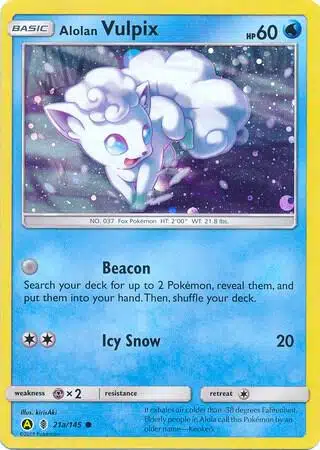 BASIC
Alolan Vulpix
HP 60
NO. 037 Fox Pokémon HT: 2'00" WT: 21.8 lbs.
Beacon
Search your deck for up to 2 Pokémon, reveal them, and
put them into your hand. Then, shuffle your deck.
Icy Snow 20
weakness × 2 resistance retreat
Illus. kirisAki
A 21a/145
It exhales air colder than -58 degrees Fahrenheit.
Elderly people in Alola call this Pokémon by an
older name—Keokeo.